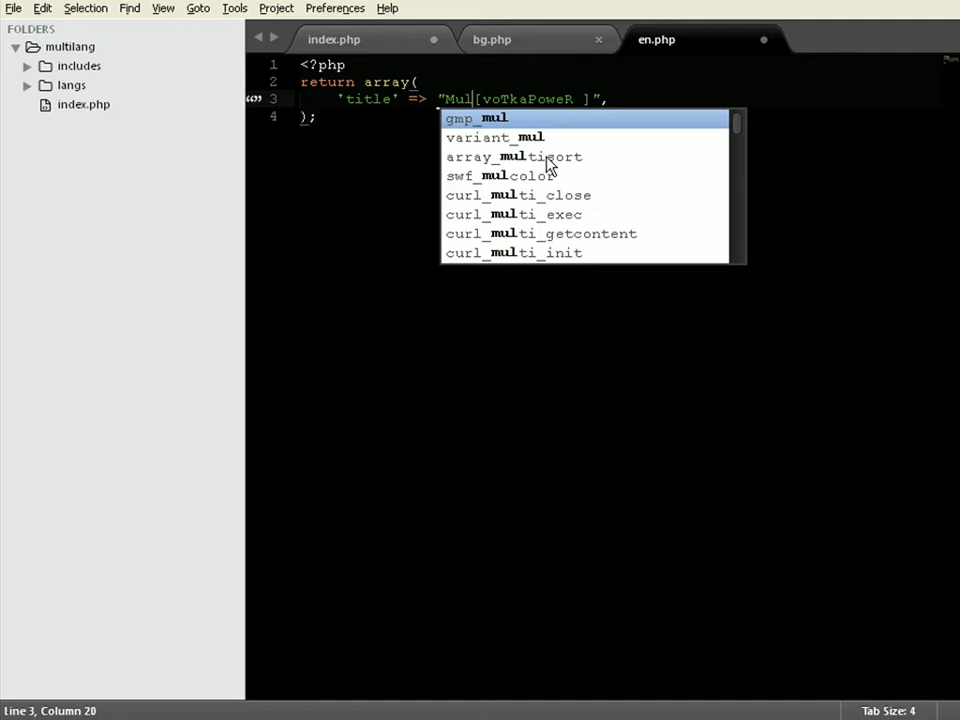 File Edit Selection Find View Goto Tools Project Preferences Help
FOLDERS
multilang
includes
langs
index.php
index.php bg.php en.php
1 <?php
2 return array(
3 'title' => "Mul[voTkaPoweR ]",
4 );
gmp_mul
variant_mul
array_multisort
swf_mulcolor
curl_multi_close
curl_multi_exec
curl_multi_getcontent
curl_multi_init
Line 3, Column 20 Tab Size: 4